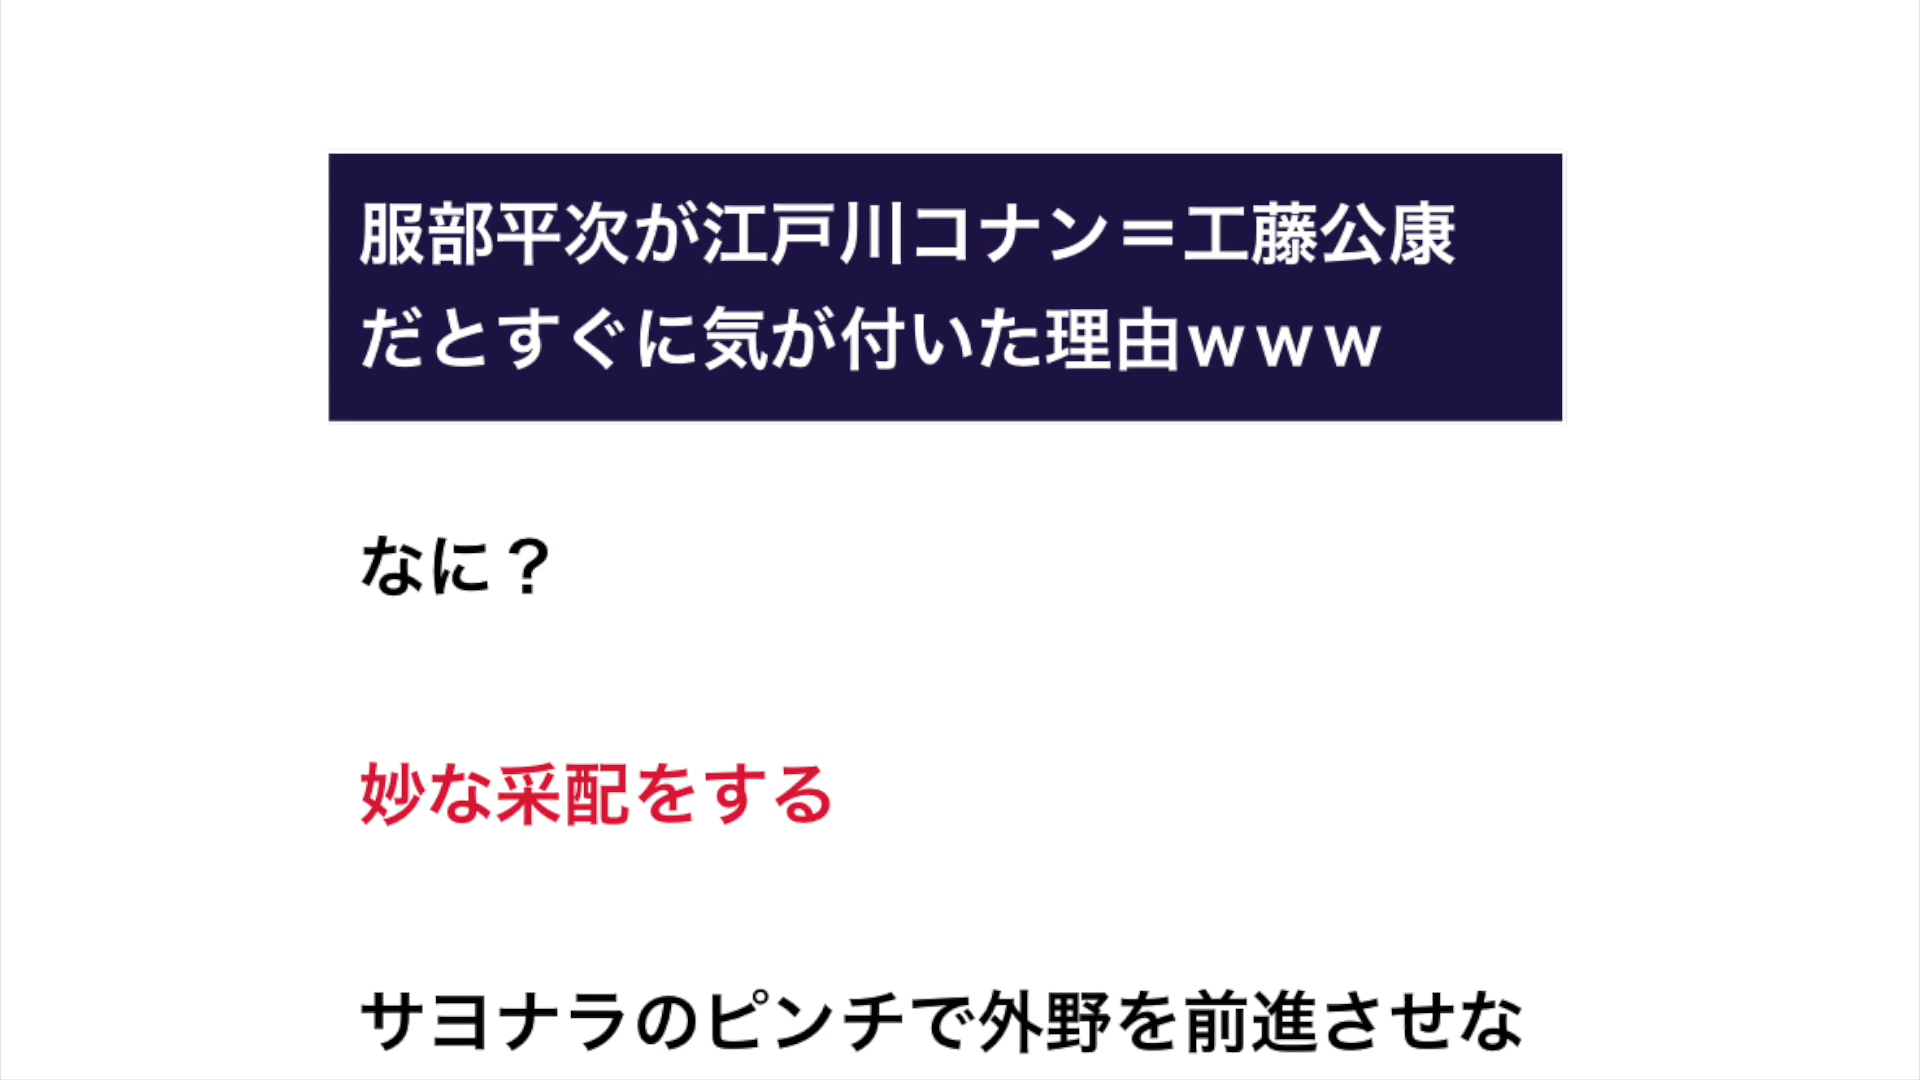 服部平次が江戸川コナン＝工藤公康
だとすぐに気が付いた理由ｗｗｗ
なに？
妙な采配をする
サヨナラのピンチで外野を前進させな